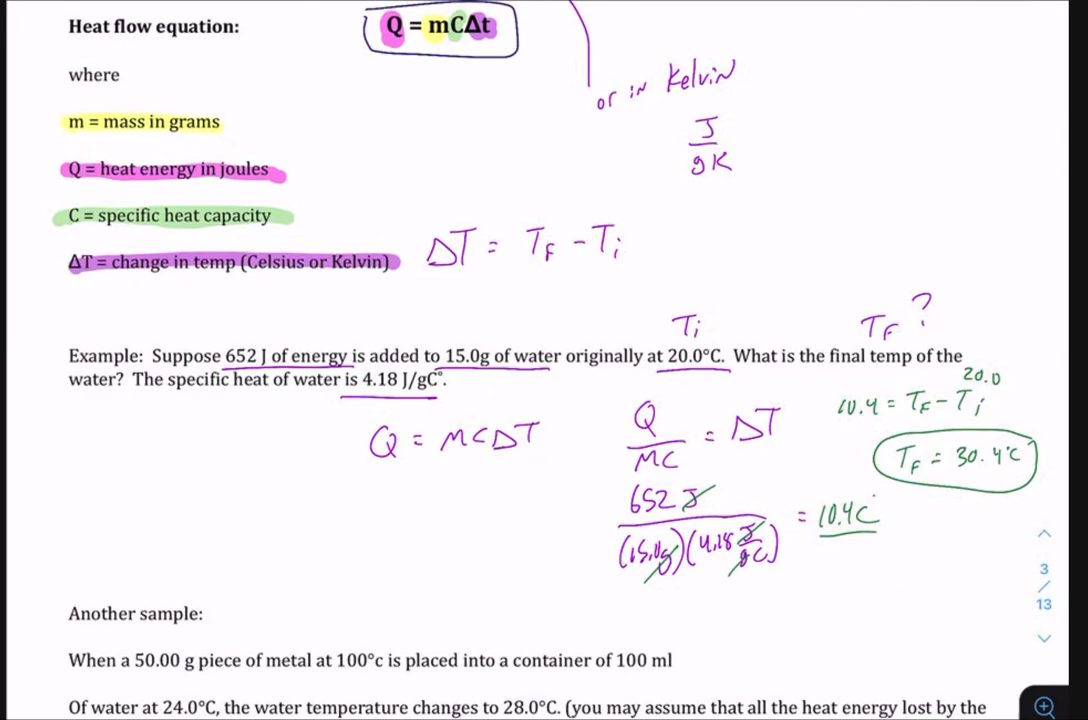 Heat flow equation:
Q = mCΔt
where
or in Kelvin
J
gK
m = mass in grams
Q = heat energy in joules
C = specific heat capacity
ΔT = change in temp (Celsius or Kelvin)
ΔT = TF - Ti
Ti
TF ?
Example: Suppose 652 J of energy is added to 15.0g of water originally at 20.0°C. What is the final temp of the
water? The specific heat of water is 4.18 J/gC°.
20.0
10.4 = TF - Ti
Q = MCΔT
Q
MC
= ΔT
TF = 30.4°C
652 J
(15.0g)(4.18 J/gC)
= 10.4C
3
/
13
Another sample:
When a 50.00 g piece of metal at 100°c is placed into a container of 100 ml
Of water at 24.0°C, the water temperature changes to 28.0°C. (you may assume that all the heat energy lost by the